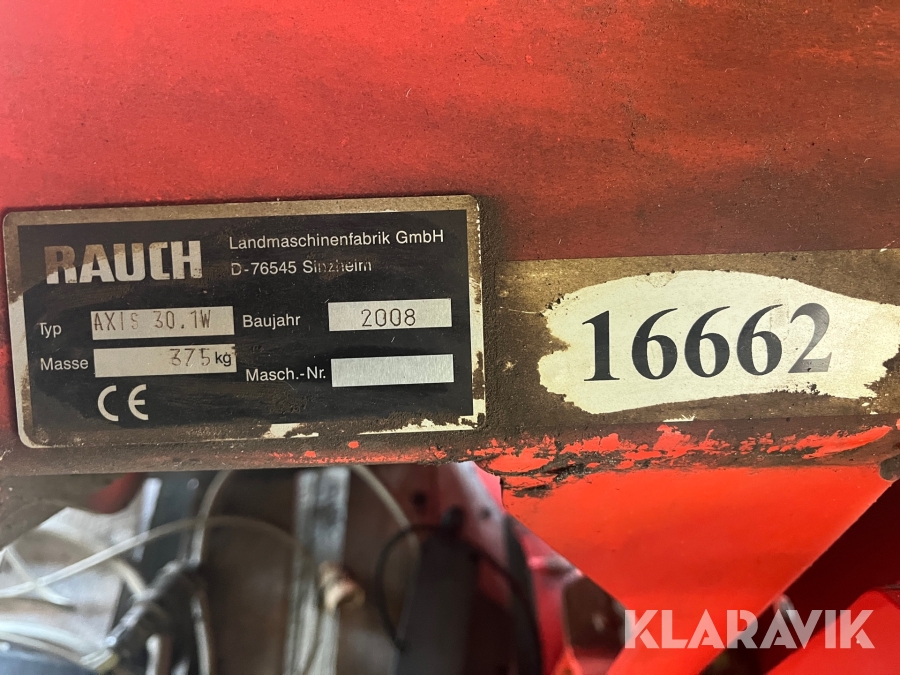 RAUCH
Landmaschinenfabrik GmbH
D-76545 Sinzheim
Typ AXIS 30.1W
Baujahr 2008
Masse 375 kg
Masch.-Nr.
CE
16662
KLARAVIK